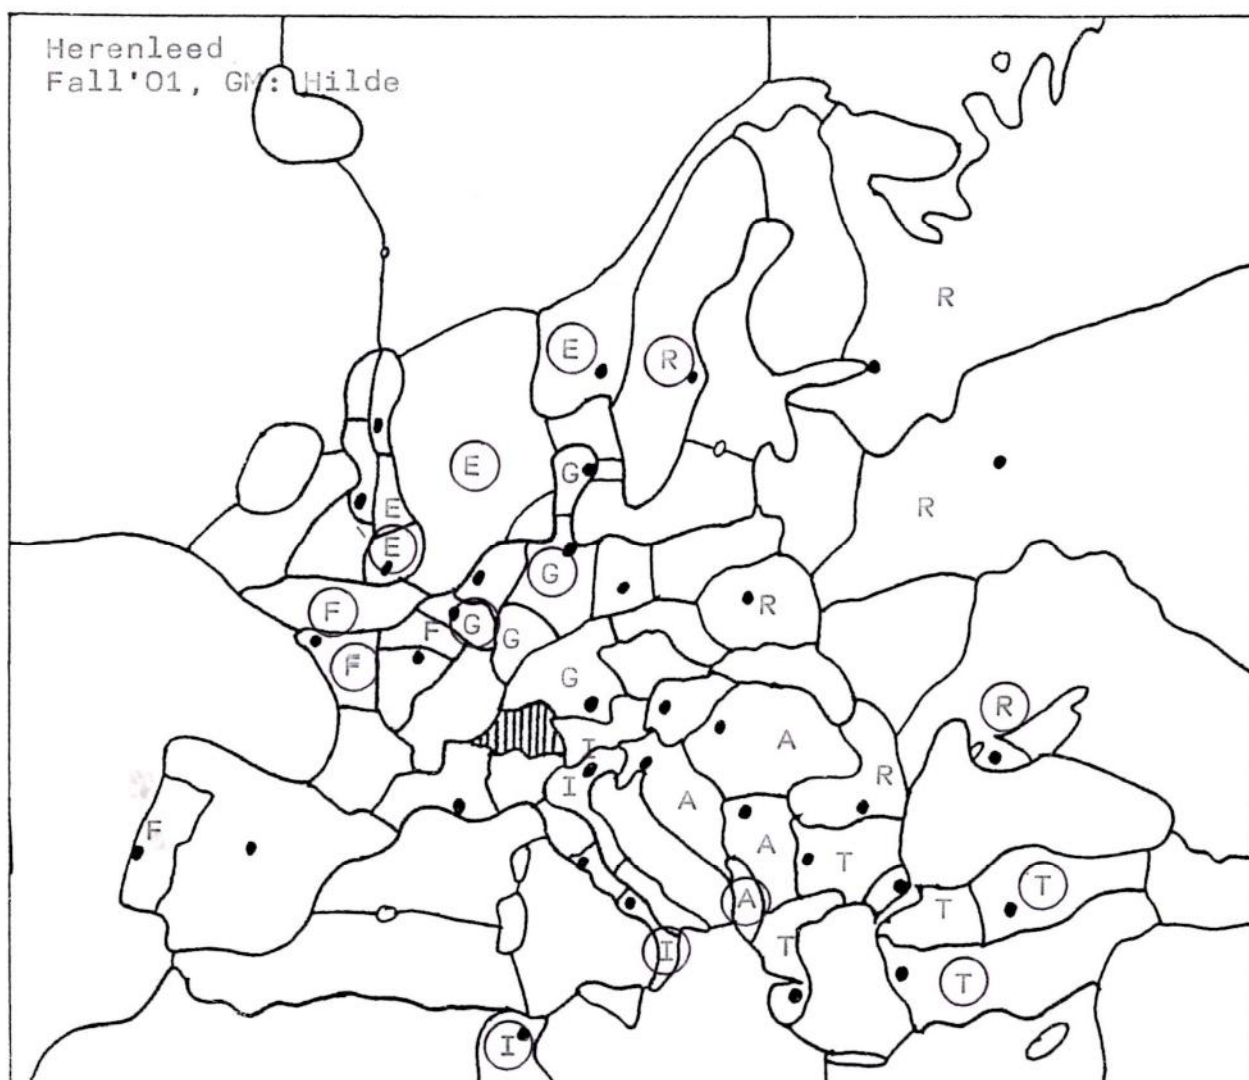 Herenleed
Fall'01, GM: Hilde
R
E R
E G
E R
E
G
F F G G R
F G
R
I A
I A R
F A T
A T T
I T
T
I